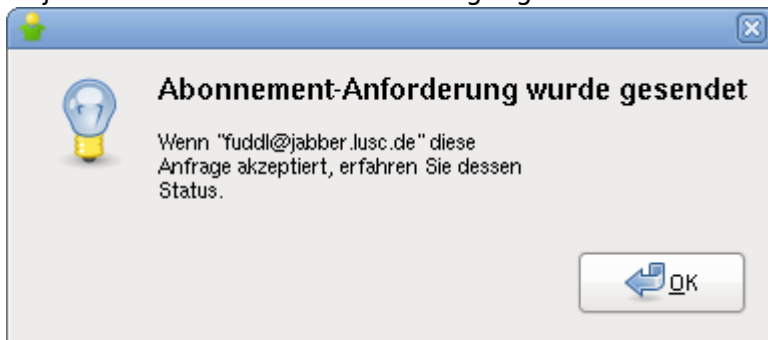 Abonnement-Anforderung wurde gesendet
Wenn "fuddl@jabber.lusc.de" diese
Anfrage akzeptiert, erfahren Sie dessen
Status.
OK